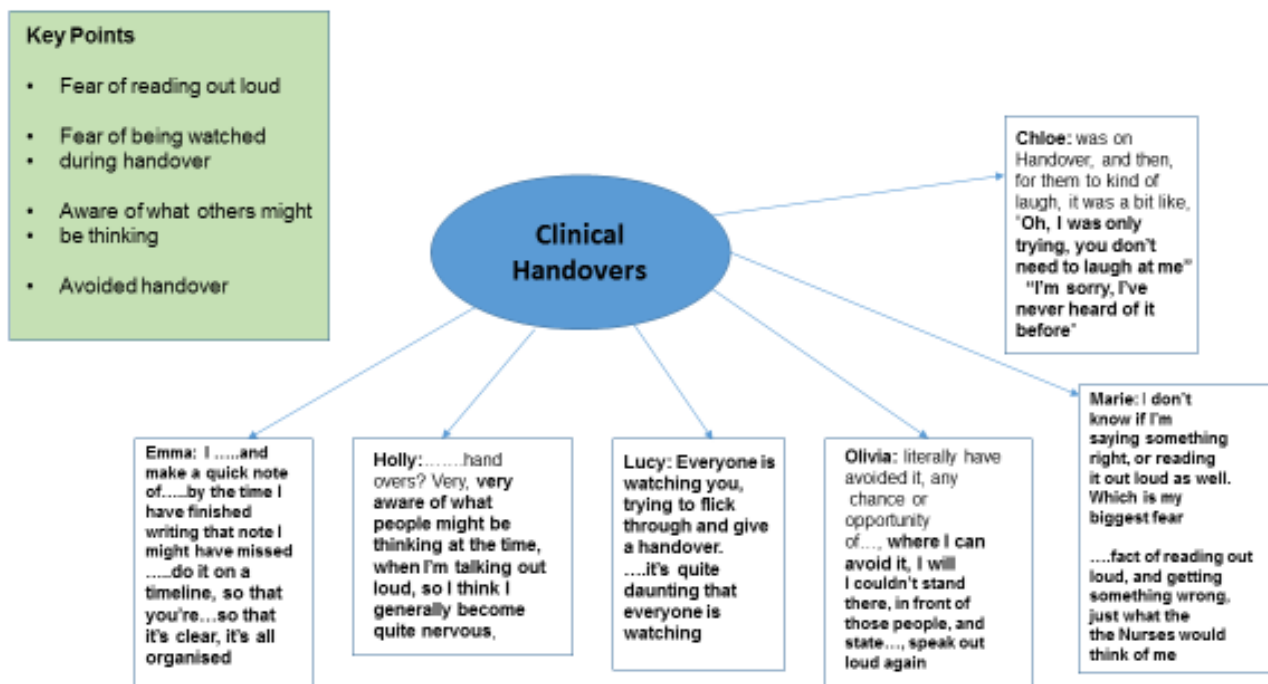 Key Points
• Fear of reading out loud
• Fear of being watched
• during handover
• Aware of what others might
• be thinking
• Avoided handover
Clinical
Handovers
Chloe: was on
Handover, and then,
for them to kind of
laugh, it was a bit like,
"Oh, I was only
trying, you don't
need to laugh at me"
"I'm sorry, I've
never heard of it
before"
Emma: I .....and
make a quick note
of.....by the time I
have finished
writing that note I
might have missed
.....do it on a
timeline, so that
you're...so that
it's clear, it's all
organised
Holly:.......hand
overs? Very, very
aware of what
people might be
thinking at the time,
when I'm talking out
loud, so I think I
generally become
quite nervous,
Lucy: Everyone is
watching you,
trying to flick
through and give
a handover.
....it's quite
daunting that
everyone is
watching
Olivia: literally have
avoided it, any
chance or
opportunity
of..., where I can
avoid it, I will
I couldn't stand
there, in front of
those people, and
state..., speak out
loud again
Marie: I don't
know if I'm
saying something
right, or reading
it out loud as well.
Which is my
biggest fear
....fact of reading out
loud, and getting
something wrong,
just what the
the Nurses would
think of me